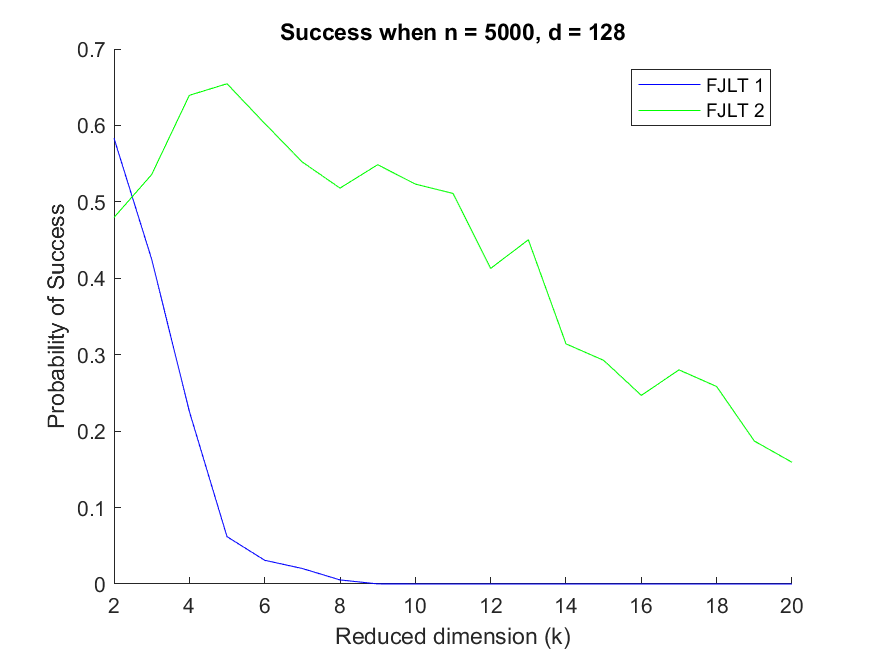 Success when n = 5000, d = 128
0.7
0.6
0.5
0.4
0.3
0.2
0.1
0
Probability of Success
FJLT 1
FJLT 2
2 4 6 8 10 12 14 16 18 20
Reduced dimension (k)